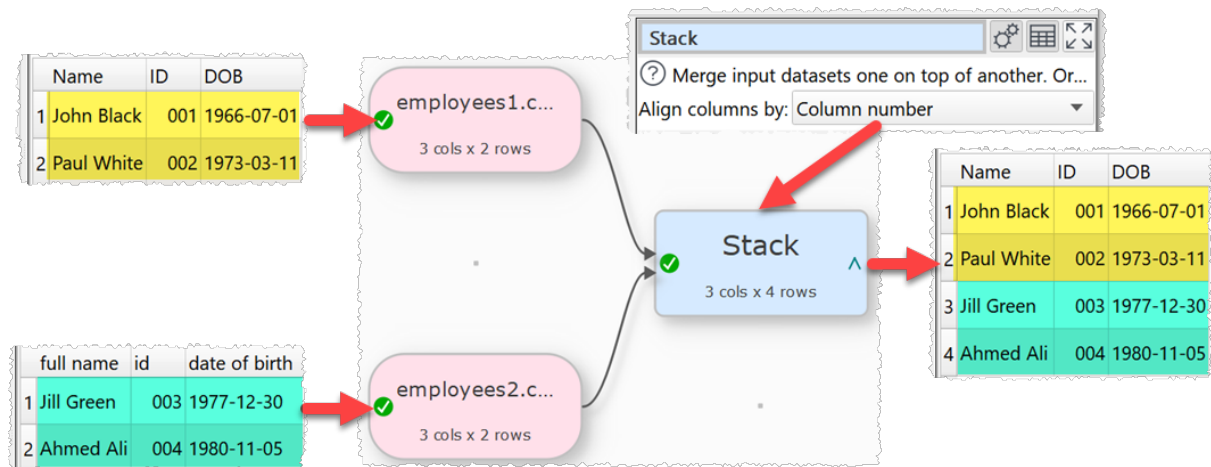 Name ID DOB
1 John Black 001 1966-07-01
2 Paul White 002 1973-03-11
employees1.c...
3 cols x 2 rows
Stack
? Merge input datasets one on top of another. Or...
Align columns by: Column number
Stack
3 cols x 4 rows
Name ID DOB
1 John Black 001 1966-07-01
2 Paul White 002 1973-03-11
3 Jill Green 003 1977-12-30
4 Ahmed Ali 004 1980-11-05
full name id date of birth
1 Jill Green 003 1977-12-30
2 Ahmed Ali 004 1980-11-05
employees2.c...
3 cols x 2 rows